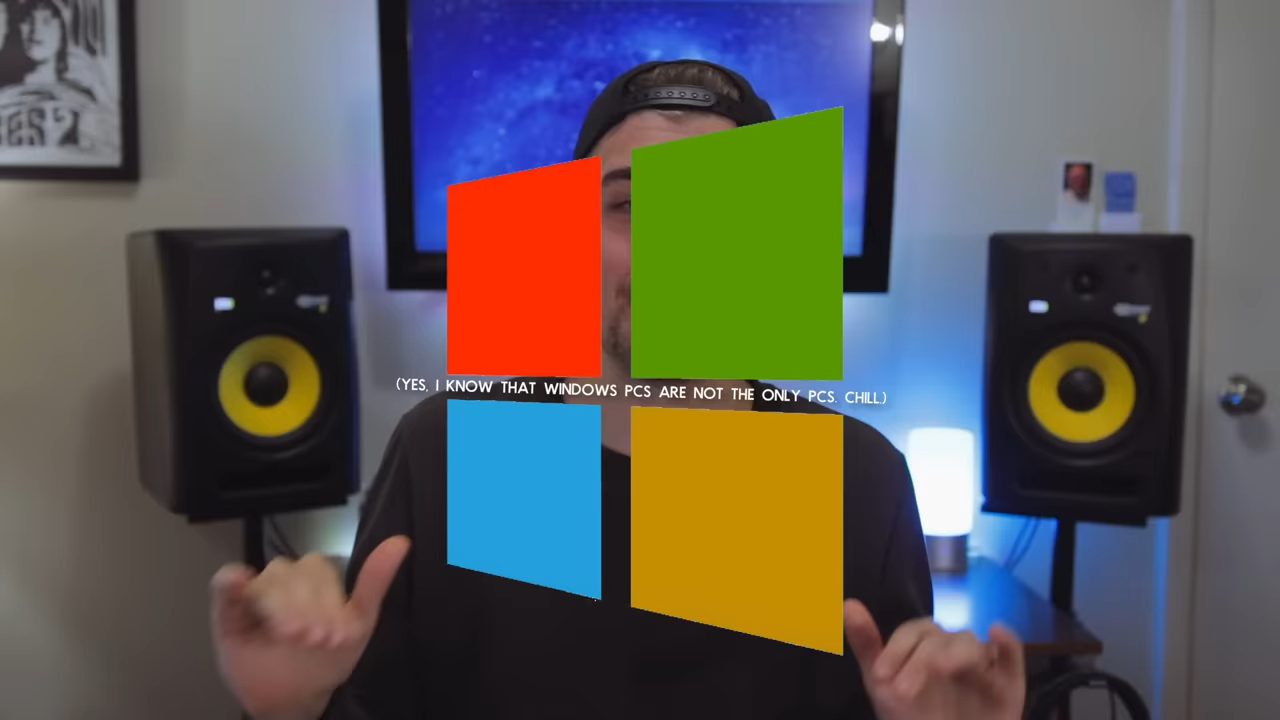 (YES, I KNOW THAT WINDOWS PCS ARE NOT THE ONLY PCS. CHILL.)